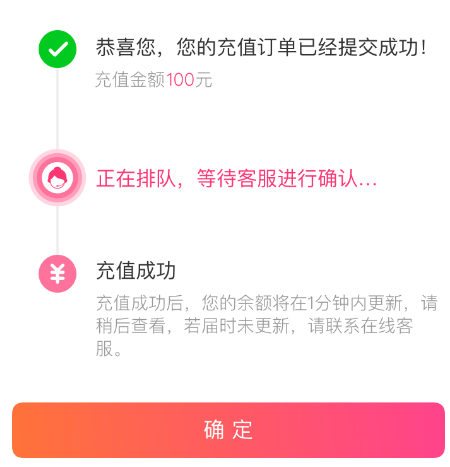 恭喜您，您的充值订单已经提交成功！
充值金额100元
正在排队，等待客服进行确认...
¥
充值成功
充值成功后，您的余额将在1分钟内更新，请
稍后查看，若届时未更新，请联系在线客
服。
确 定